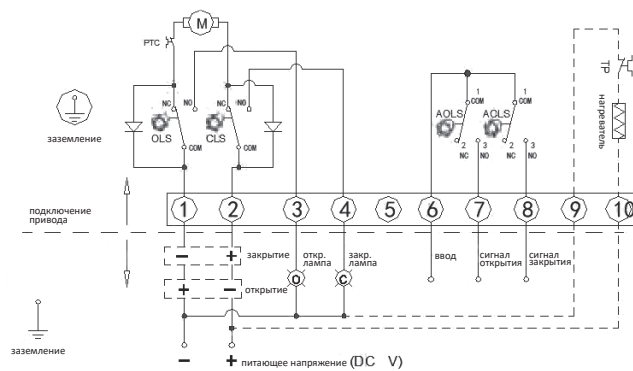 M
PTC
NC
NO
NC
NO
COM
COM
OLS
CLS
заземление
1
COM
1
COM
AOLS
ACLS
2
NC
3
NO
2
NC
3
NO
TP
нагреватель
подключение
привода
1
2
3
4
5
6
7
8
9
10
− + закрытие
+ − открытие
откр.
лампа
закр.
лампа
O
C
ввод
сигнал
открытия
сигнал
закрытия
заземление
− + питающее напряжение (DC V)